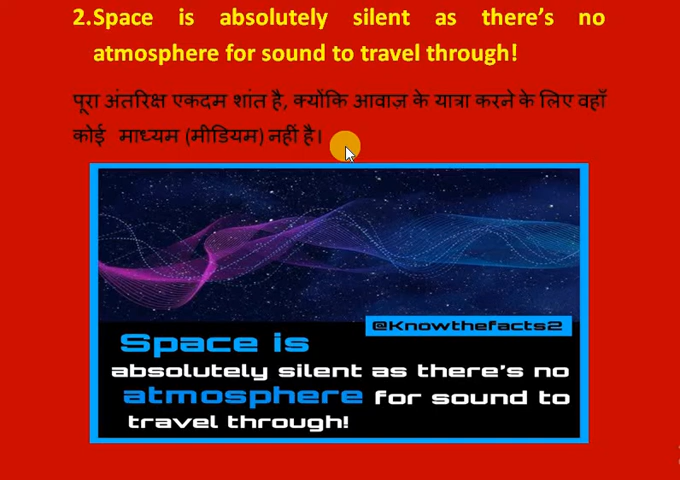 2.Space is absolutely silent as there’s no
atmosphere for sound to travel through!
पूरा अंतरिक्ष एकदम शांत है, क्योंकि आवाज़ के यात्रा करने के लिए वहाँ
कोई माध्यम (मीडियम) नहीं है।
@Knowthefacts2
Space is
absolutely silent as there's no
atmosphere for sound to
travel through!